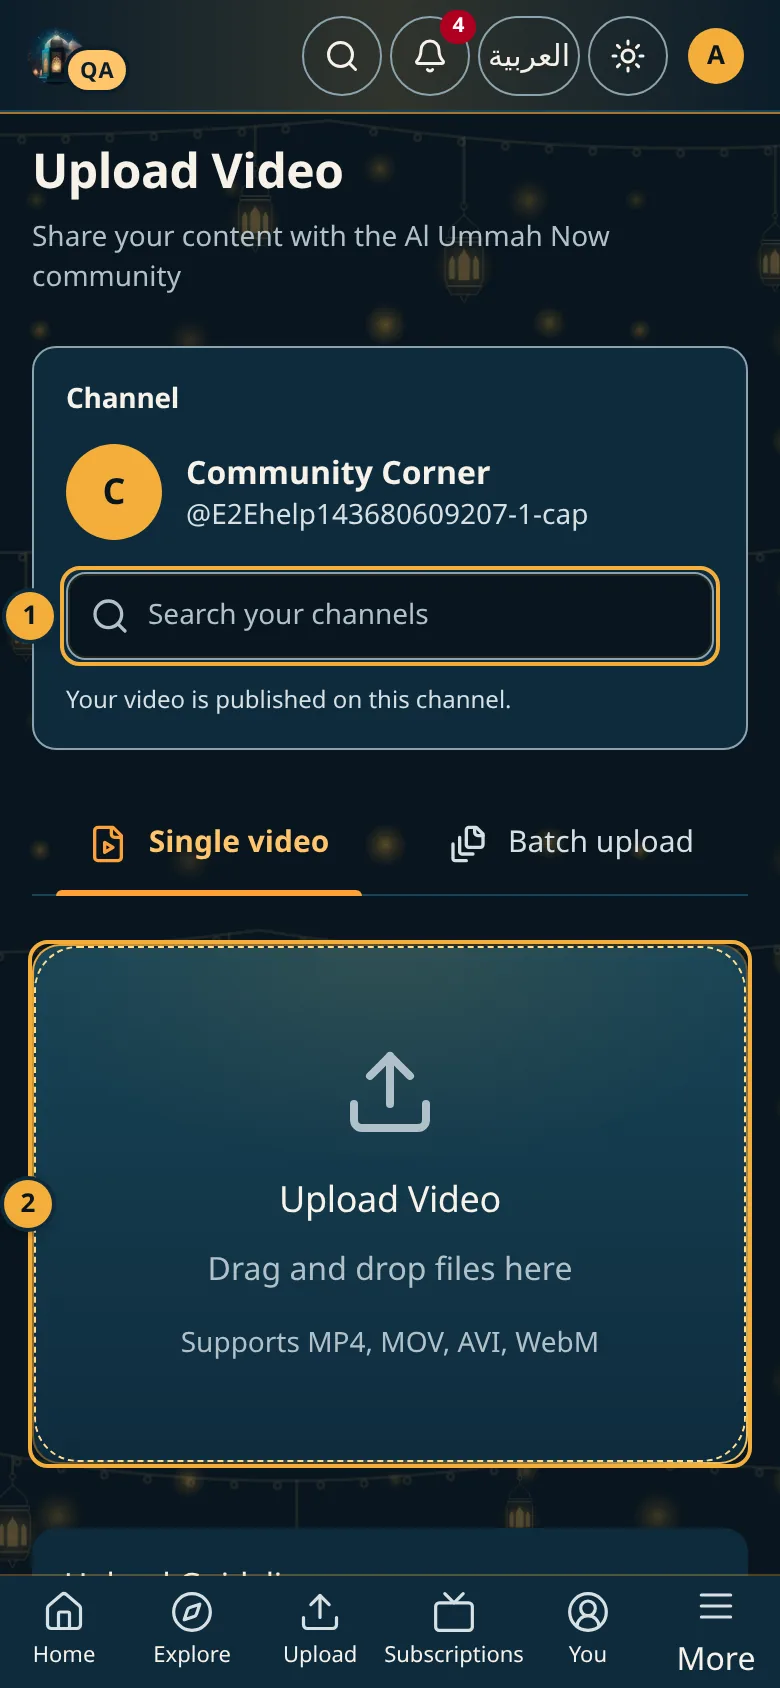 QA
4
العربية
A
Upload Video
Share your content with the Al Ummah Now
community
Channel
C
Community Corner
@E2Ehelp143680609207-1-cap
1
Search your channels
Your video is published on this channel.
Single video
Batch upload
2
Upload Video
Drag and drop files here
Supports MP4, MOV, AVI, WebM
Home
Explore
Upload
Subscriptions
You
More